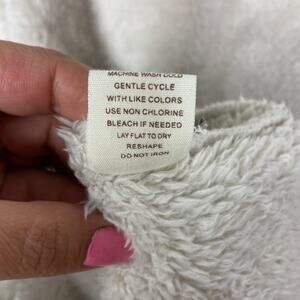 MACHINE WASH COLD
GENTLE CYCLE
WITH LIKE COLORS
USE NON CHLORINE
BLEACH IF NEEDED
LAY FLAT TO DRY
RESHAPE
DO NOT IRON